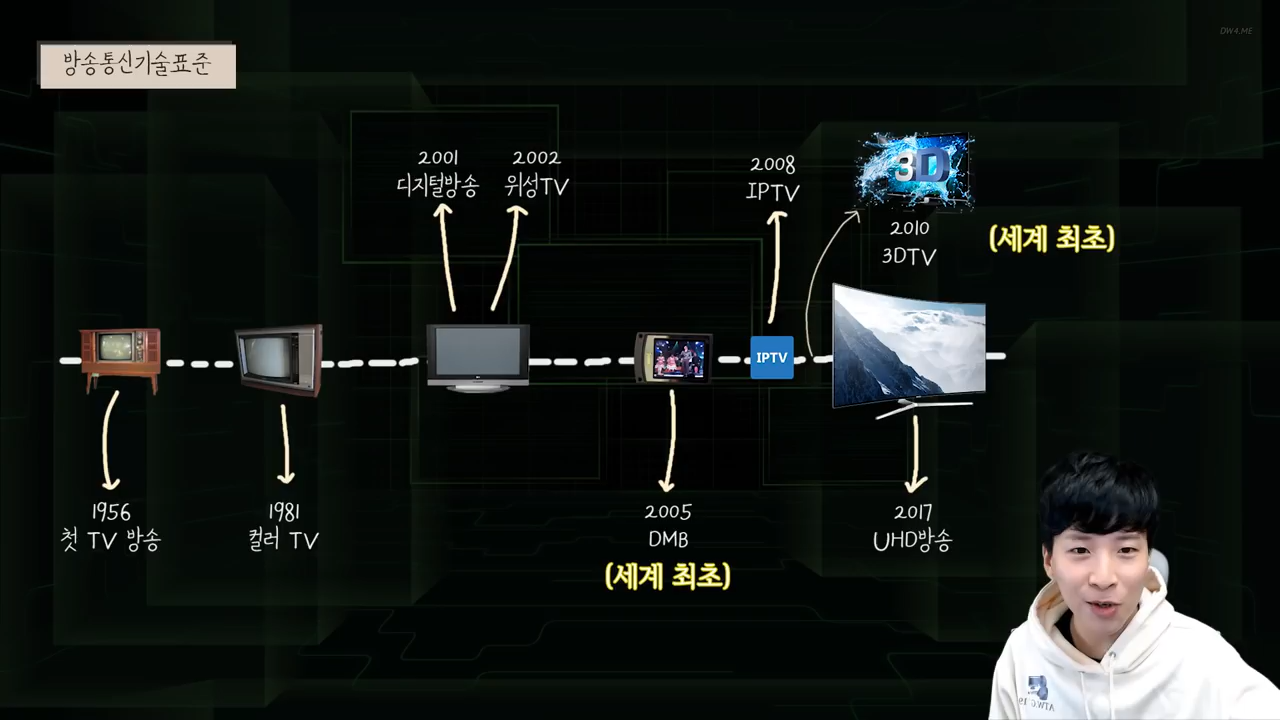 DW4.ME
방송통신기술표준
2001
디지털방송
2002
위성TV
2008
IPTV
3D
2010
3DTV
(세계 최초)
IPTV
1956
첫 TV 방송
1981
컬러 TV
2005
DMB
(세계 최초)
2017
UHD방송